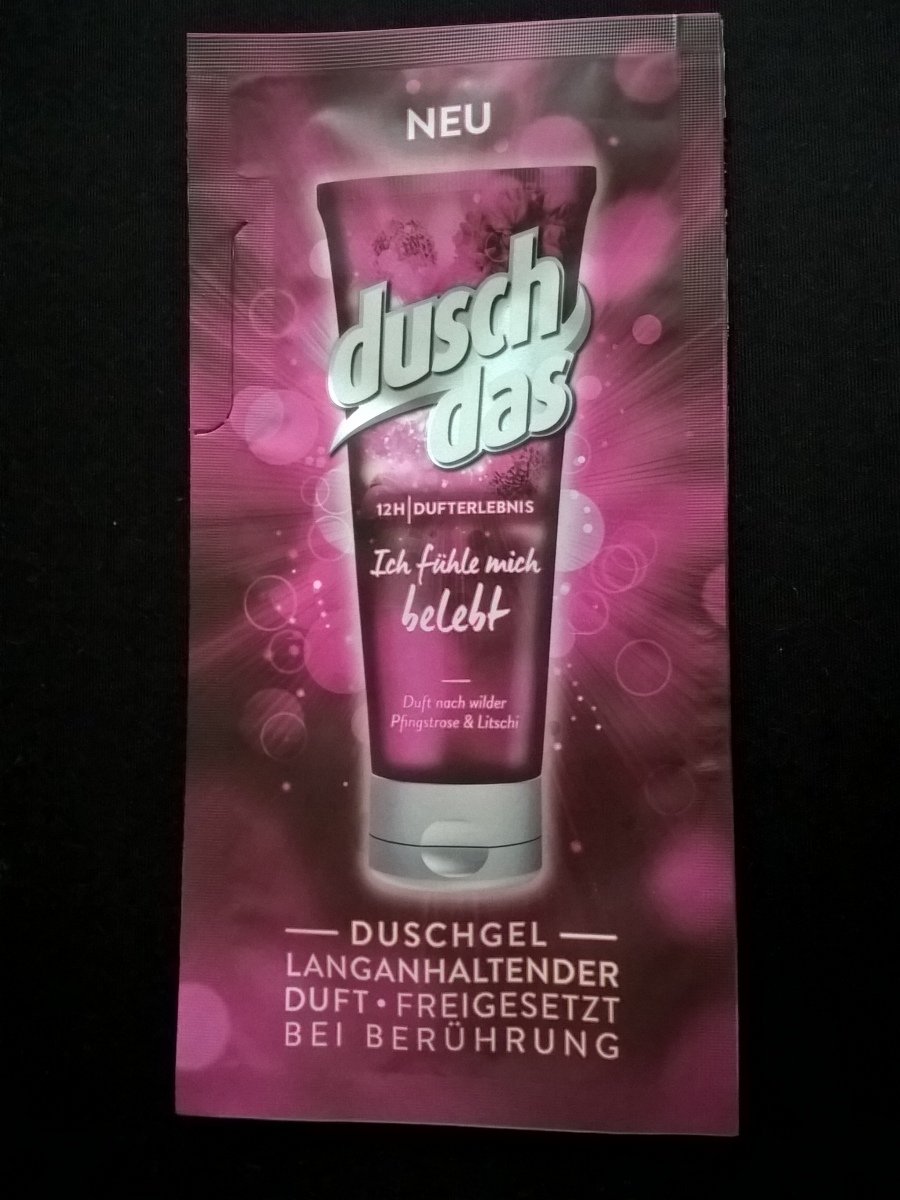 NEU
dusch
das
12H|DUFTERLEBNIS
Ich fühle mich
belebt
Duft nach wilder
Pfingstrose & Litschi
— DUSCHGEL —
LANGANHALTENDER
DUFT • FREIGESETZT
BEI BERÜHRUNG